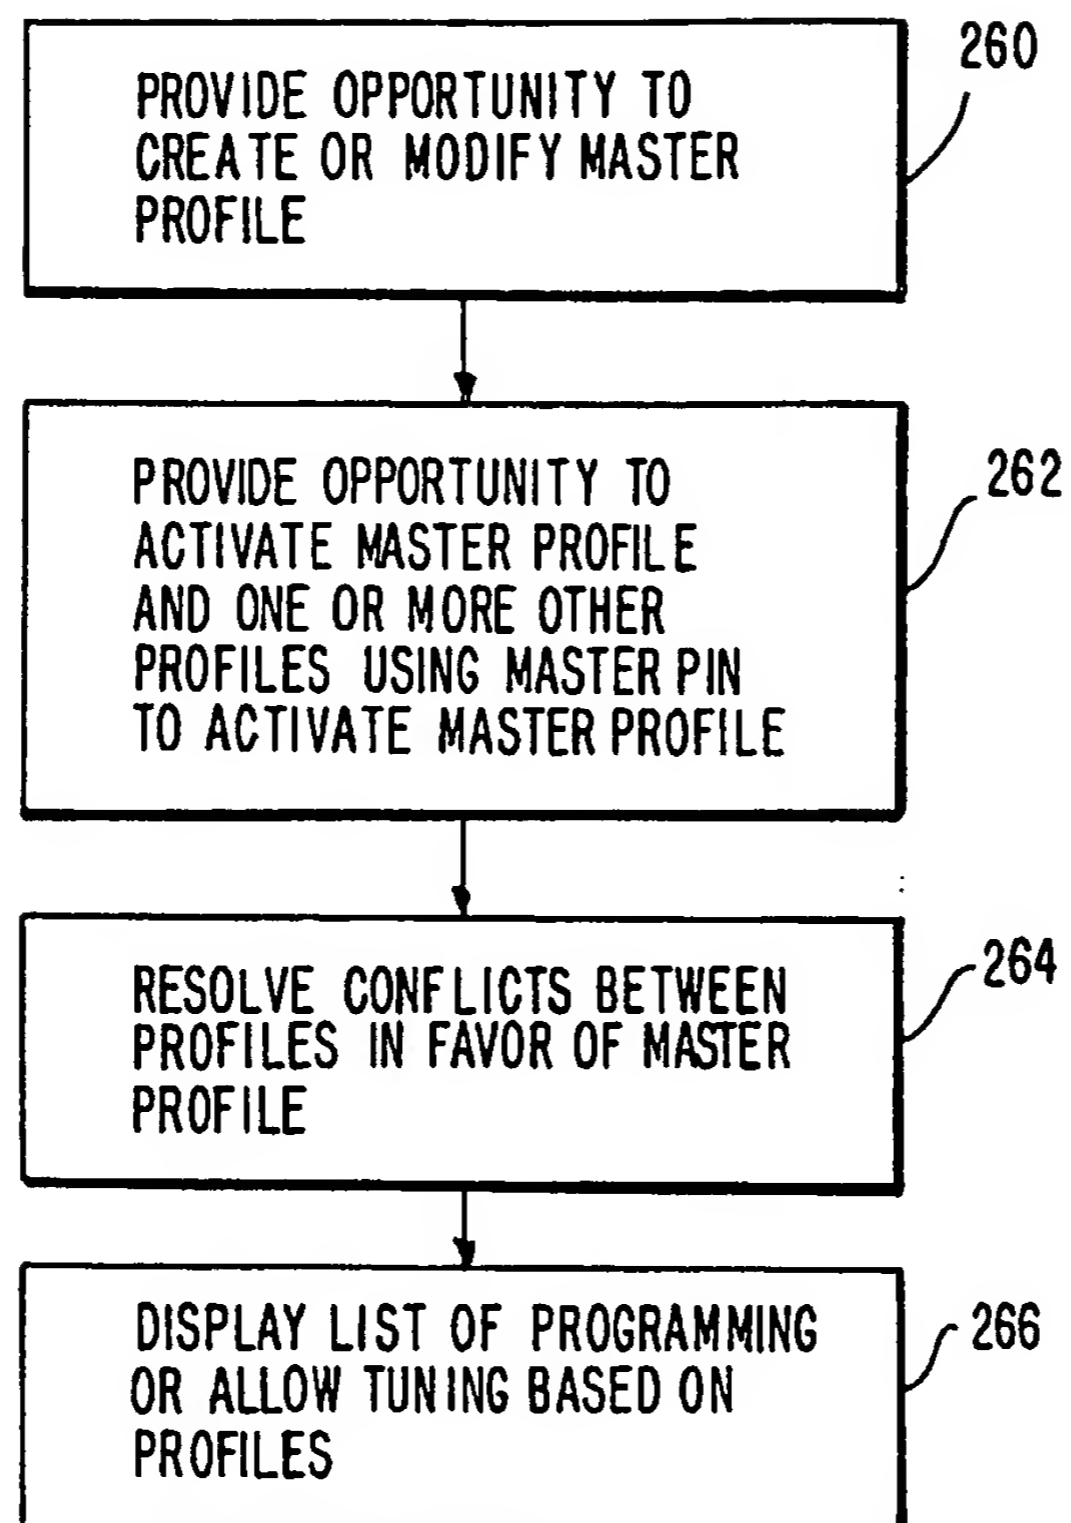 PROVIDE OPPORTUNITY TO
CREATE OR MODIFY MASTER
PROFILE
260
PROVIDE OPPORTUNITY TO
ACTIVATE MASTER PROFILE
AND ONE OR MORE OTHER
PROFILES USING MASTER PIN
TO ACTIVATE MASTER PROFILE
262
RESOLVE CONFLICTS BETWEEN
PROFILES IN FAVOR OF MASTER
PROFILE
264
DISPLAY LIST OF PROGRAMMING
OR ALLOW TUNING BASED ON
PROFILES
266